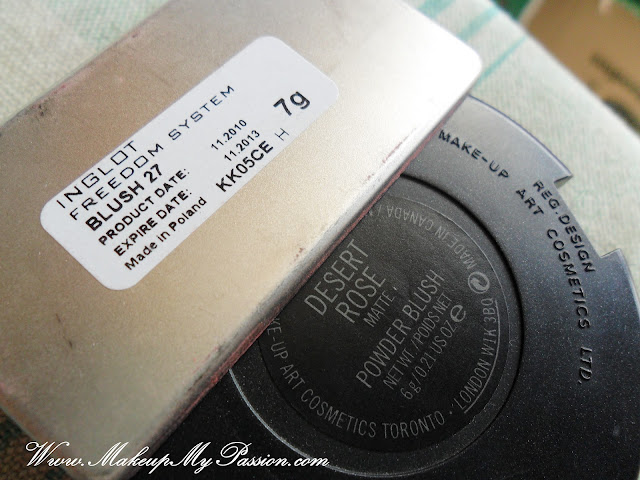 INGLOT
FREEDOM SYSTEM
BLUSH 27
PRODUCT DATE: 11.2010
EXPIRE DATE: 11.2013
Made in Poland KK05CE H
7g
MAKE-UP ART COSMETICS LTD.
REG.DESIGN
DESERT
ROSE
MATTE
POWDER BLUSH
NET WT./POIDS NET
6g/0.21 US OZ e
KE-UP ART COSMETICS TORONTO · LONDON W1K 3BQ
MADE IN CANADA
Www.MakeupMyPassion.com